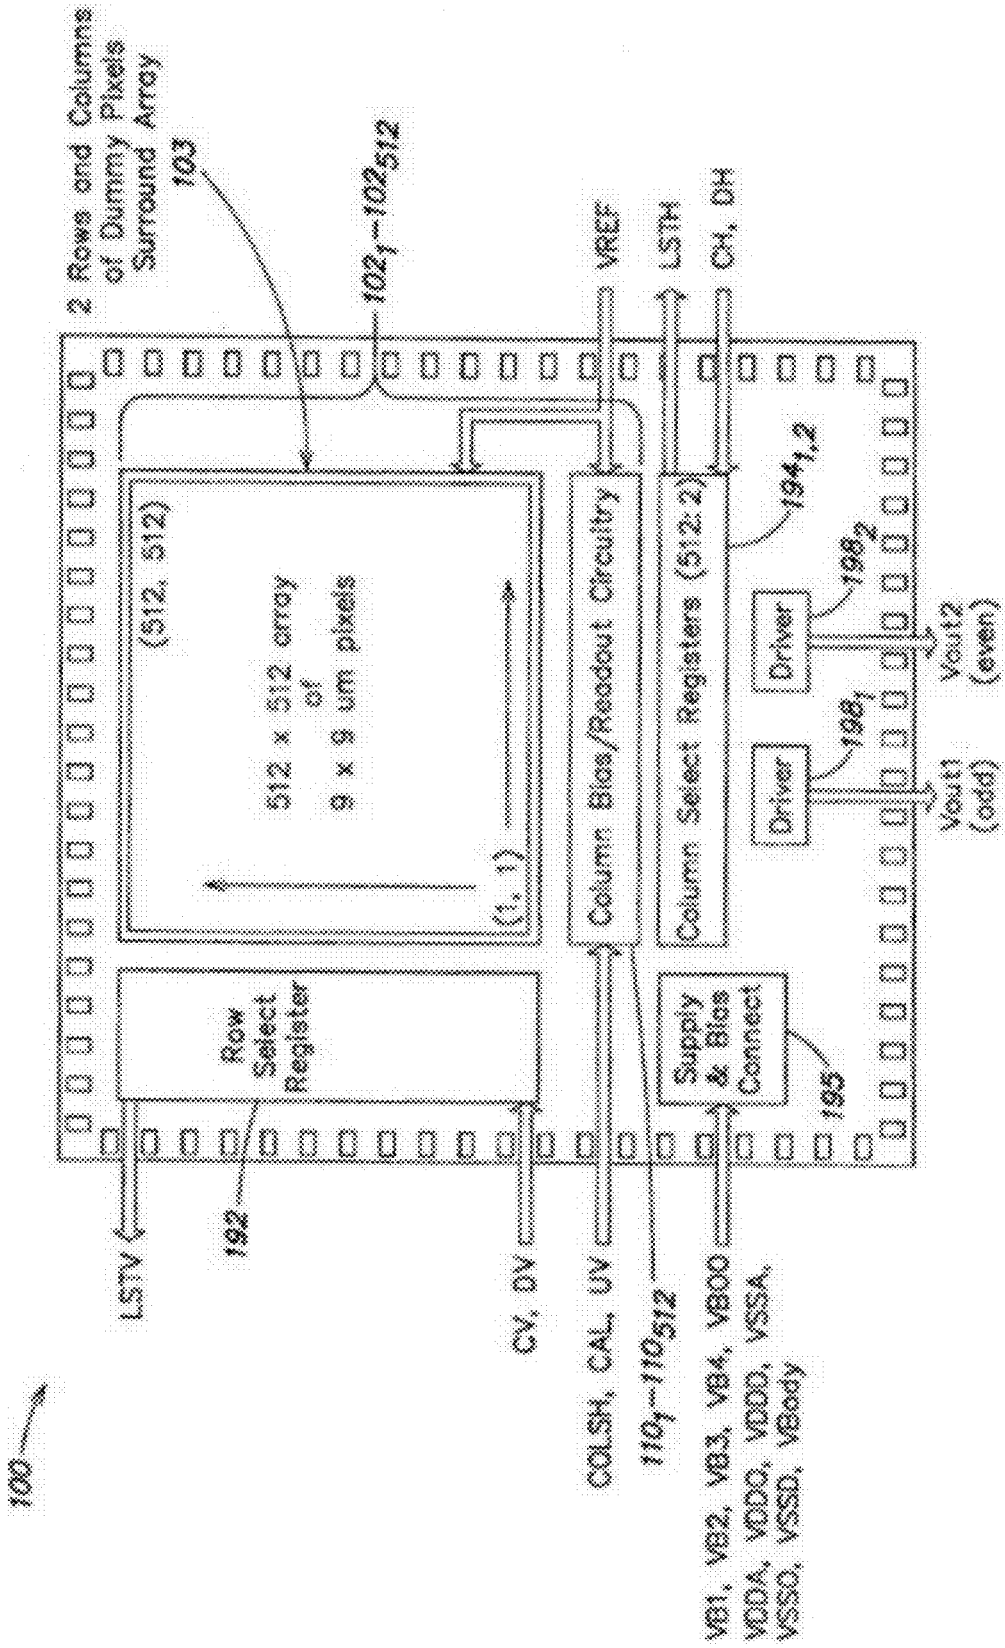 100
2 Rows and Columns
of Dummy Pixels
Surround Array
103
102₁–102₅₁₂
LSTV
192
Row
Select
Register
(512, 512)
512 x 512 array
of
9 x 9 um pixels
(1, 1)
CV, DV
COLSH, CAL, UV
110₁–110₅₁₂
Column Bias/Readout Circuitry
VREF
Column Select Registers (512:2)
LSTH
CH, DH
194₁,₂
VB1, VB2, VB3, VB4, VBOO
VDDA, VDDO, VDDD, VSSA,
VSSO, VSSD, VBody
Supply
& Bias
Connect
195
Driver
198₁
Driver
198₂
Vout1
(odd)
Vout2
(even)